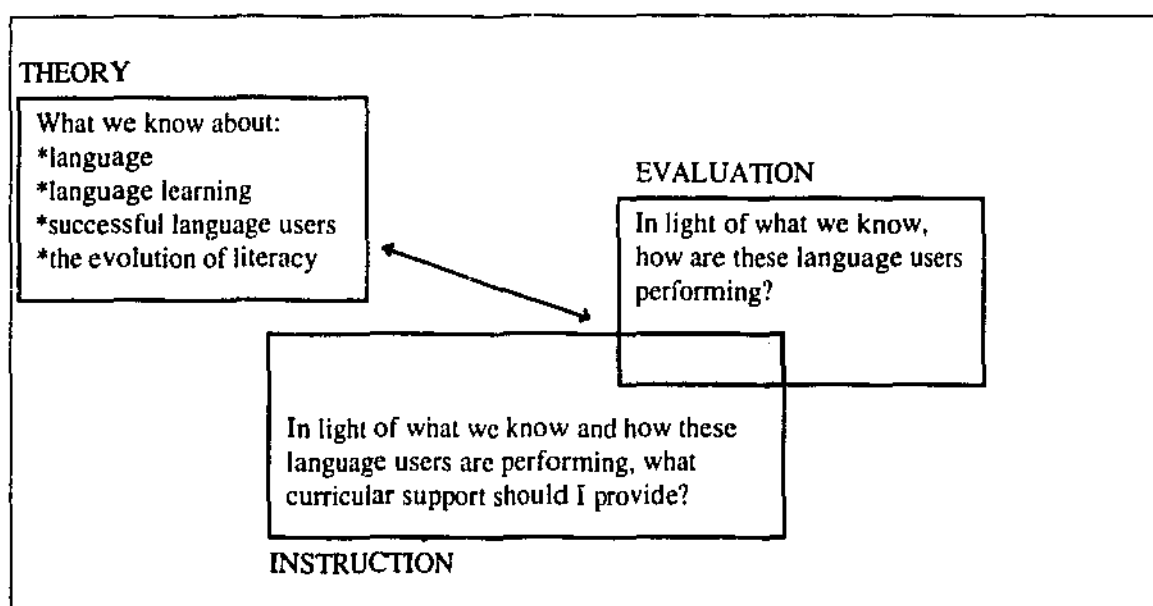 THEORY
What we know about:
*language
*language learning
*successful language users
*the evolution of literacy
EVALUATION
In light of what we know,
how are these language users
performing?
In light of what we know and how these
language users are performing, what
curricular support should I provide?
INSTRUCTION